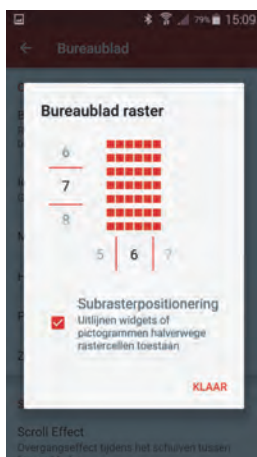 79% 15:09
Bureaublad
Bureaublad raster
6
7
8
5 6 7
Subrasterpositionering
Uitlijnen widgets of
pictogrammen halverwege
rastercellen toestaan
KLAAR
Scroll Effect
Overgangseffect tijdens het schuiven tussen